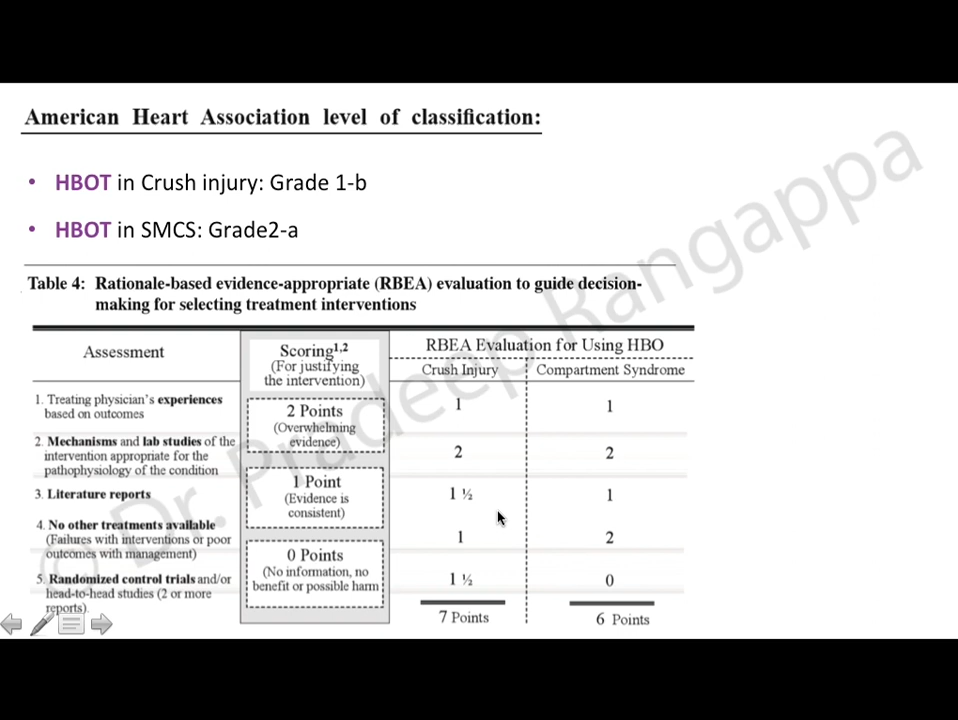 American Heart Association level of classification:
• HBOT in Crush injury: Grade 1-b
• HBOT in SMCS: Grade2-a
Table 4: Rationale-based evidence-appropriate (RBEA) evaluation to guide decision-
making for selecting treatment interventions
Assessment
Scoring1,2
(For justifying
the intervention)
RBEA Evaluation for Using HBO
Crush Injury
Compartment Syndrome
1. Treating physician's experiences
based on outcomes
2 Points
(Overwhelming
evidence)
1
1
2. Mechanisms and lab studies of the
intervention appropriate for the
pathophysiology of the condition
2
2
1 Point
(Evidence is
consistent)
3. Literature reports
1 ½
1
4. No other treatments available
(Failures with interventions or poor
outcomes with management)
1
2
0 Points
(No information, no
benefit or possible harm
5. Randomized control trials and/or
head-to-head studies (2 or more
reports).
1 ½
0
7 Points
6 Points
© Dr. Pradeep Rangappa